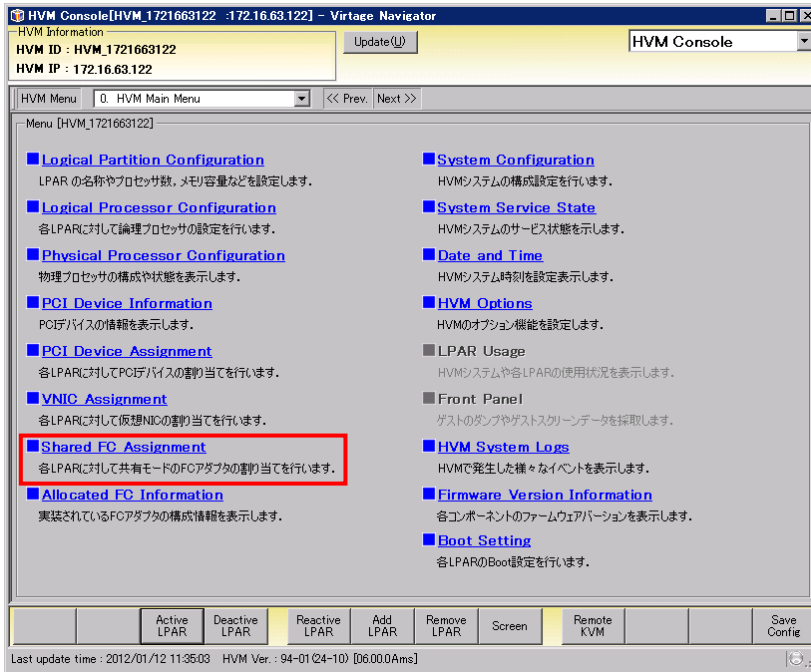 HVM Console[HVM_1721663122 :172.16.63.122] - Virtage Navigator
HVM Information
HVM ID : HVM_1721663122
HVM IP : 172.16.63.122
Update(U)
HVM Console
HVM Menu
0. HVM Main Menu
<< Prev. Next >>
Menu [HVM_1721663122]
Logical Partition Configuration
LPAR の名称やプロセッサ数, メモリ容量などを設定します.
Logical Processor Configuration
各LPARに対して論理プロセッサの設定を行います.
Physical Processor Configuration
物理プロセッサの構成や状態を表示します.
PCI Device Information
PCIデバイスの情報を表示します.
PCI Device Assignment
各LPARに対してPCIデバイスの割り当てを行います.
VNIC Assignment
各LPARに対して仮想NICの割り当てを行います.
Shared FC Assignment
各LPARに対して共有モードのFCアダプタの割り当てを行います.
Allocated FC Information
実装されているFCアダプタの構成情報を表示します.
System Configuration
HVMシステムの構成設定を行います.
System Service State
HVMシステムのサービス状態を示します.
Date and Time
HVMシステム時刻を設定表示します.
HVM Options
HVMのオプション機能を設定します.
LPAR Usage
HVMシステムや各LPARの使用状況を表示します.
Front Panel
ゲストのダンプやゲストスクリーンデータを採取します.
HVM System Logs
HVMで発生した様々なイベントを表示します.
Firmware Version Information
各コンポーネントのファームウェアバージョンを表示します.
Boot Setting
各LPARのBoot設定を行います.
Active LPAR
Deactive LPAR
Reactive LPAR
Add LPAR
Remove LPAR
Screen
Remote KVM
Save Config
Last update time : 2012/01/12 11:35:03 HVM Ver. : 94-01(24-10) [06.00.0Ams]